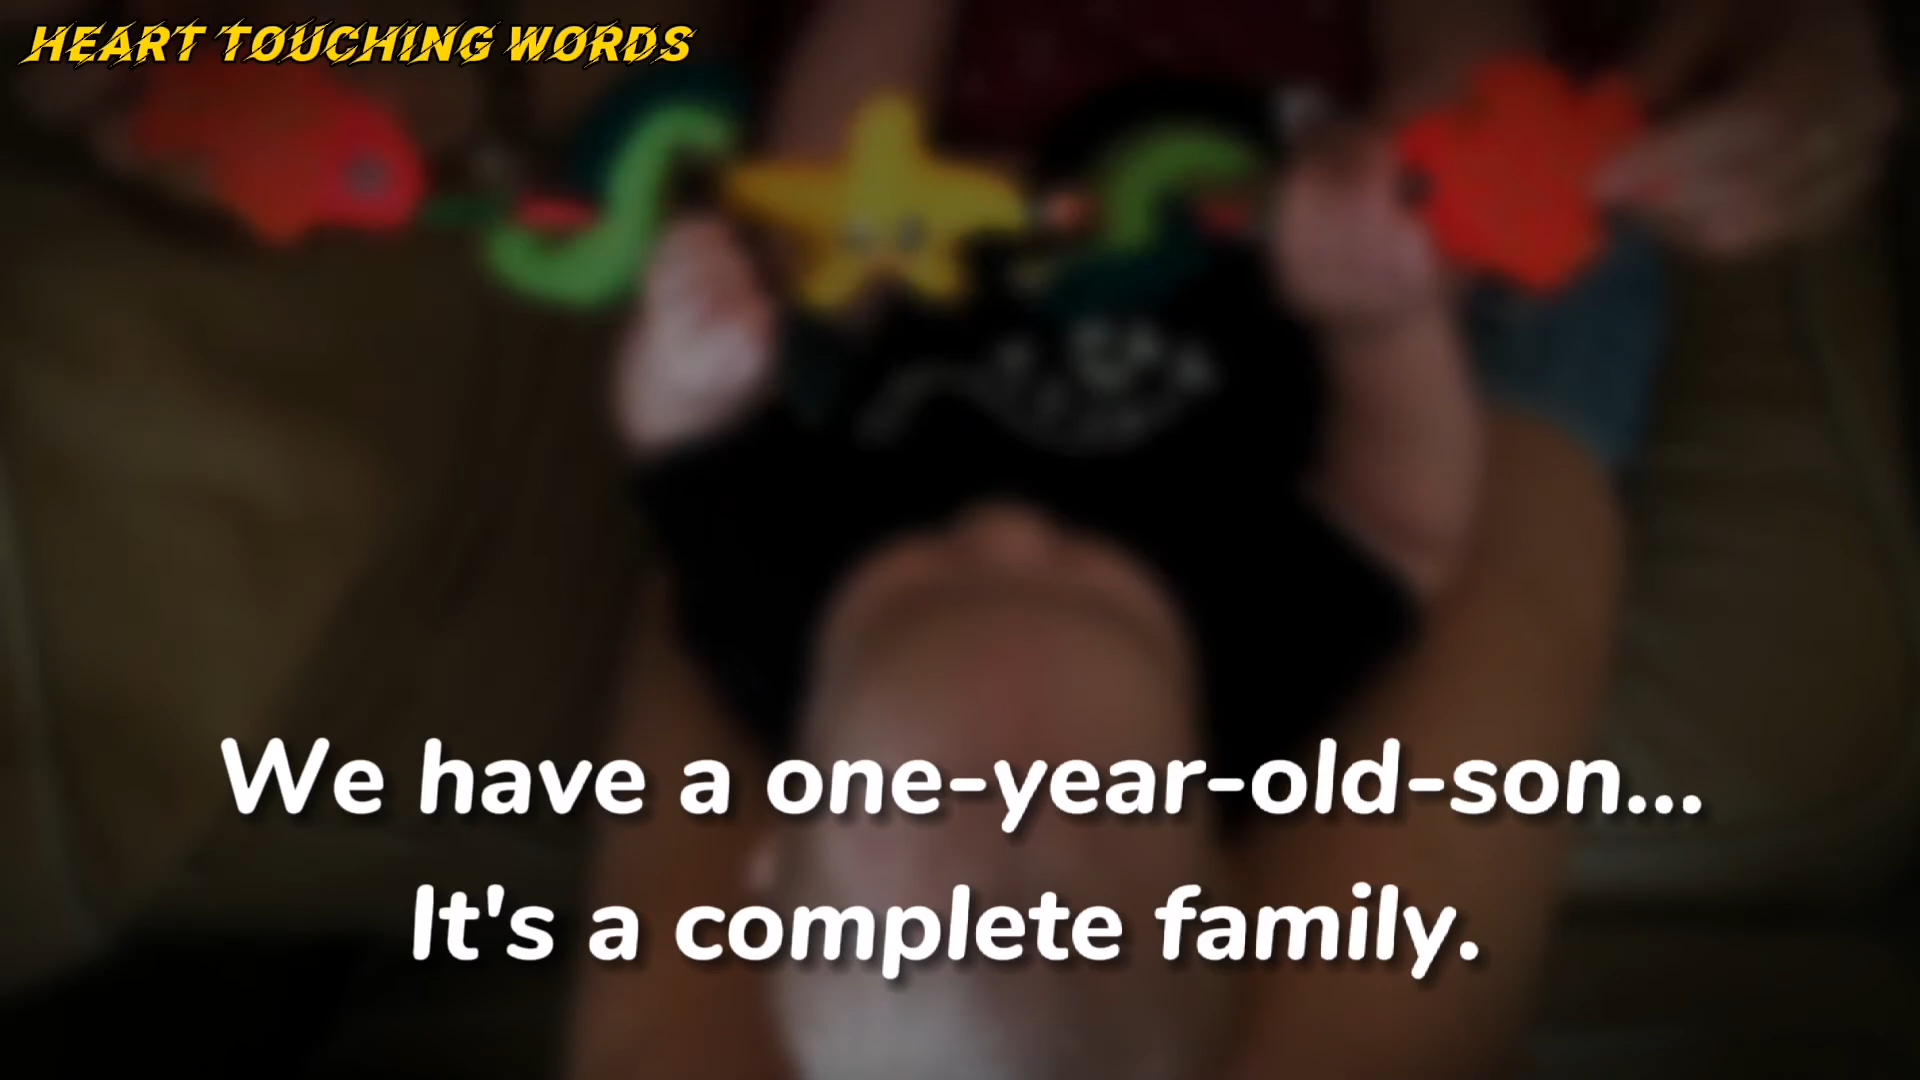 HEART TOUCHING WORDS
We have a one-year-old-son...
It's a complete family.